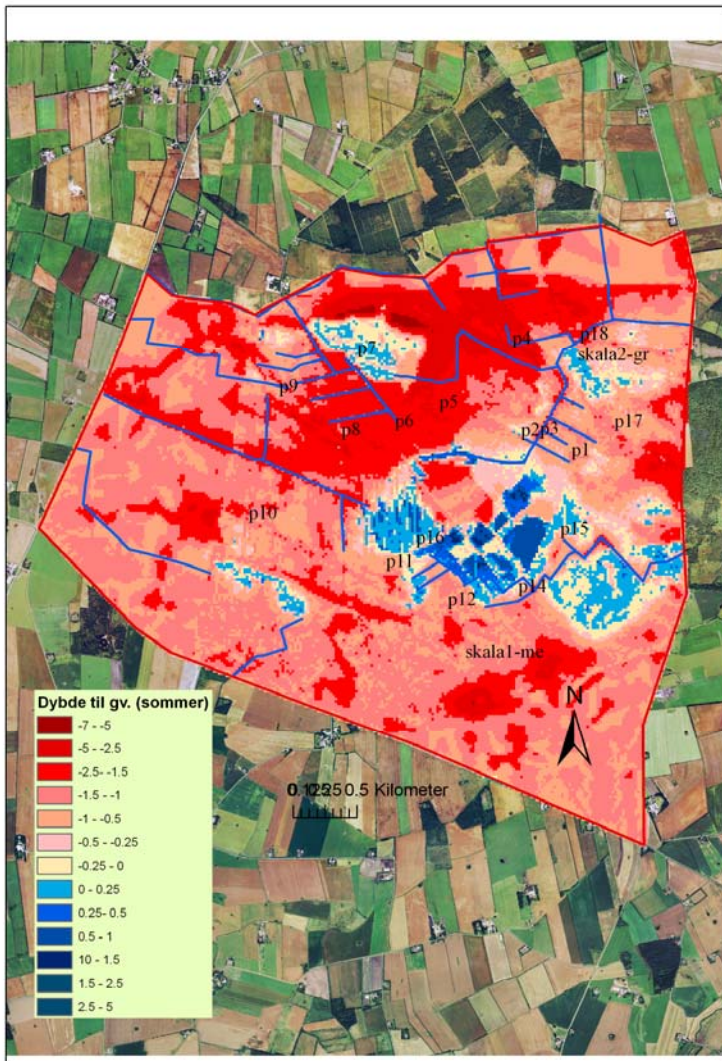 p18
p4
skala2-gr
p7
p9
p5
p6
p8
p17
p2p3
p1
p10
p15
p16
p11
p14
p12
skala1-me
N
0.5 Kilometer
Dybde til gv. (sommer)
-7 - -5
-5 - -2.5
-2.5- -1.5
-1.5 - -1
-1 - -0.5
-0.5 - -0.25
-0.25 - 0
0 - 0.25
0.25- 0.5
0.5 - 1
10 - 1.5
1.5 - 2.5
2.5 - 5